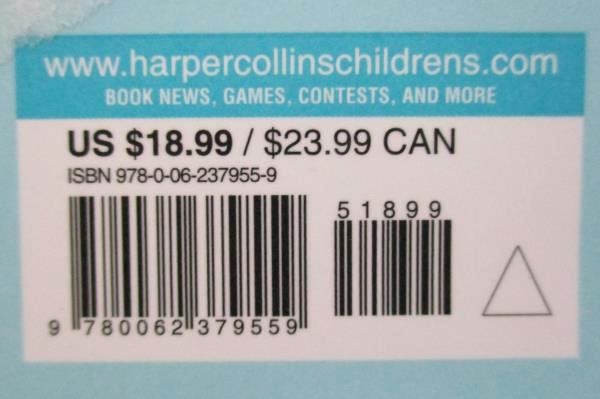 www.harpercollinschildrens.com
BOOK NEWS, GAMES, CONTESTS, AND MORE
US $18.99 / $23.99 CAN
ISBN 978-0-06-237955-9
51899
9 780062 379559